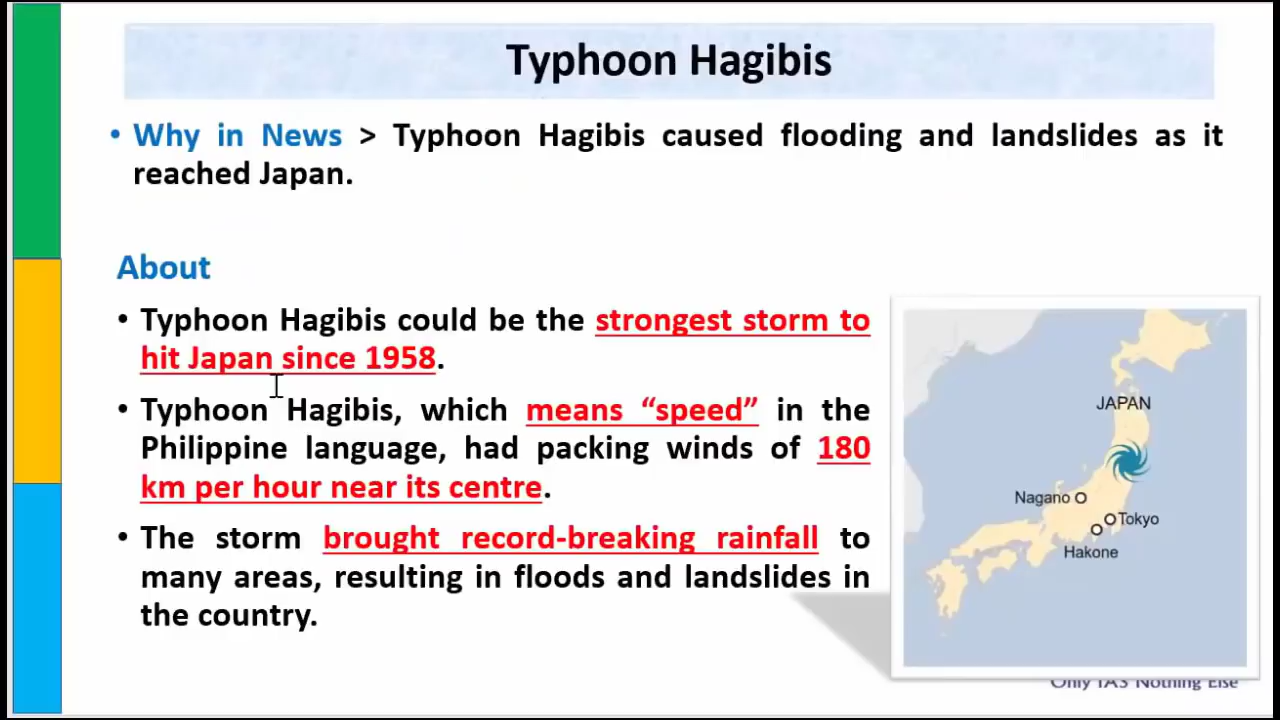 Typhoon Hagibis
• Why in News > Typhoon Hagibis caused flooding and landslides as it
reached Japan.
About
• Typhoon Hagibis could be the strongest storm to
hit Japan since 1958.
• Typhoon Hagibis, which means “speed” in the
Philippine language, had packing winds of 180
km per hour near its centre.
• The storm brought record-breaking rainfall to
many areas, resulting in floods and landslides in
the country.
JAPAN
Nagano
Tokyo
Hakone
Only IAS Nothing Else